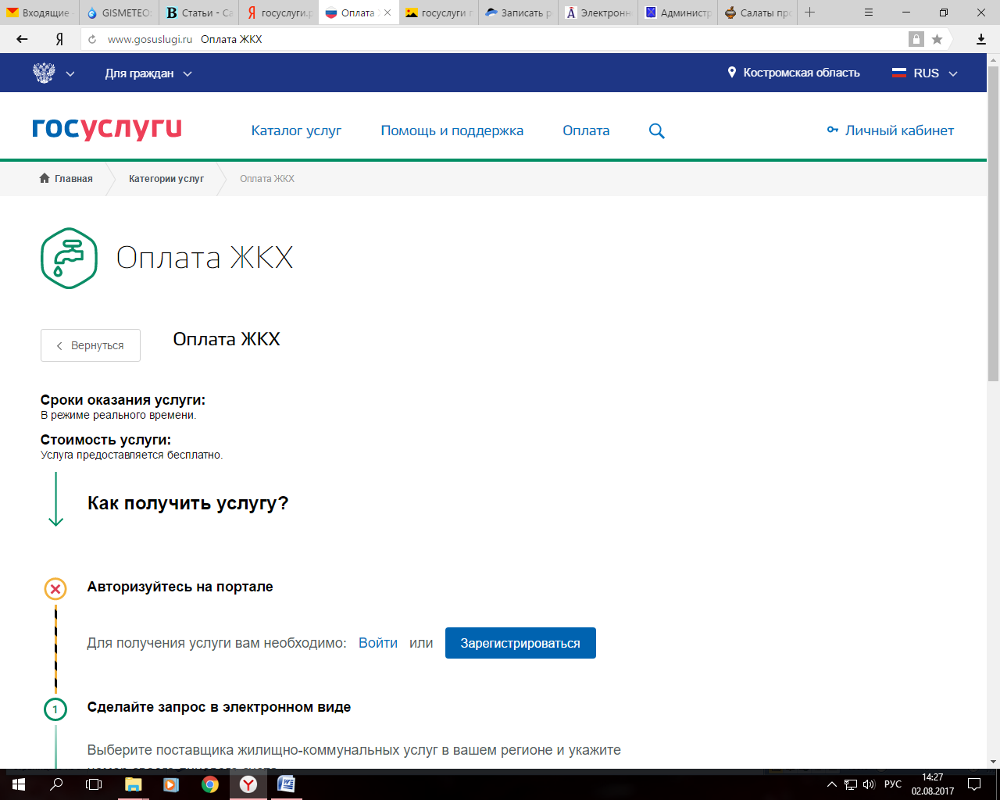 Входящие
GISMETEO:
Статьи - Са
госуслуги.р
Оплата
госуслуги
Записать р
Электронн
Администр
Салаты про
www.gosuslugi.ru Оплата ЖКХ
Для граждан
Костромская область
RUS
госуслуги
Каталог услуг
Помощь и поддержка
Оплата
Личный кабинет
Главная
Категории услуг
Оплата ЖКХ
Оплата ЖКХ
Вернуться
Оплата ЖКХ
Сроки оказания услуги:
В режиме реального времени.
Стоимость услуги:
Услуга предоставляется бесплатно.
Как получить услугу?
Авторизуйтесь на портале
Для получения услуги вам необходимо: Войти или Зарегистрироваться
1
Сделайте запрос в электронном виде
Выберите поставщика жилищно-коммунальных услуг в вашем регионе и укажите
РУС
14:27
02.08.2017